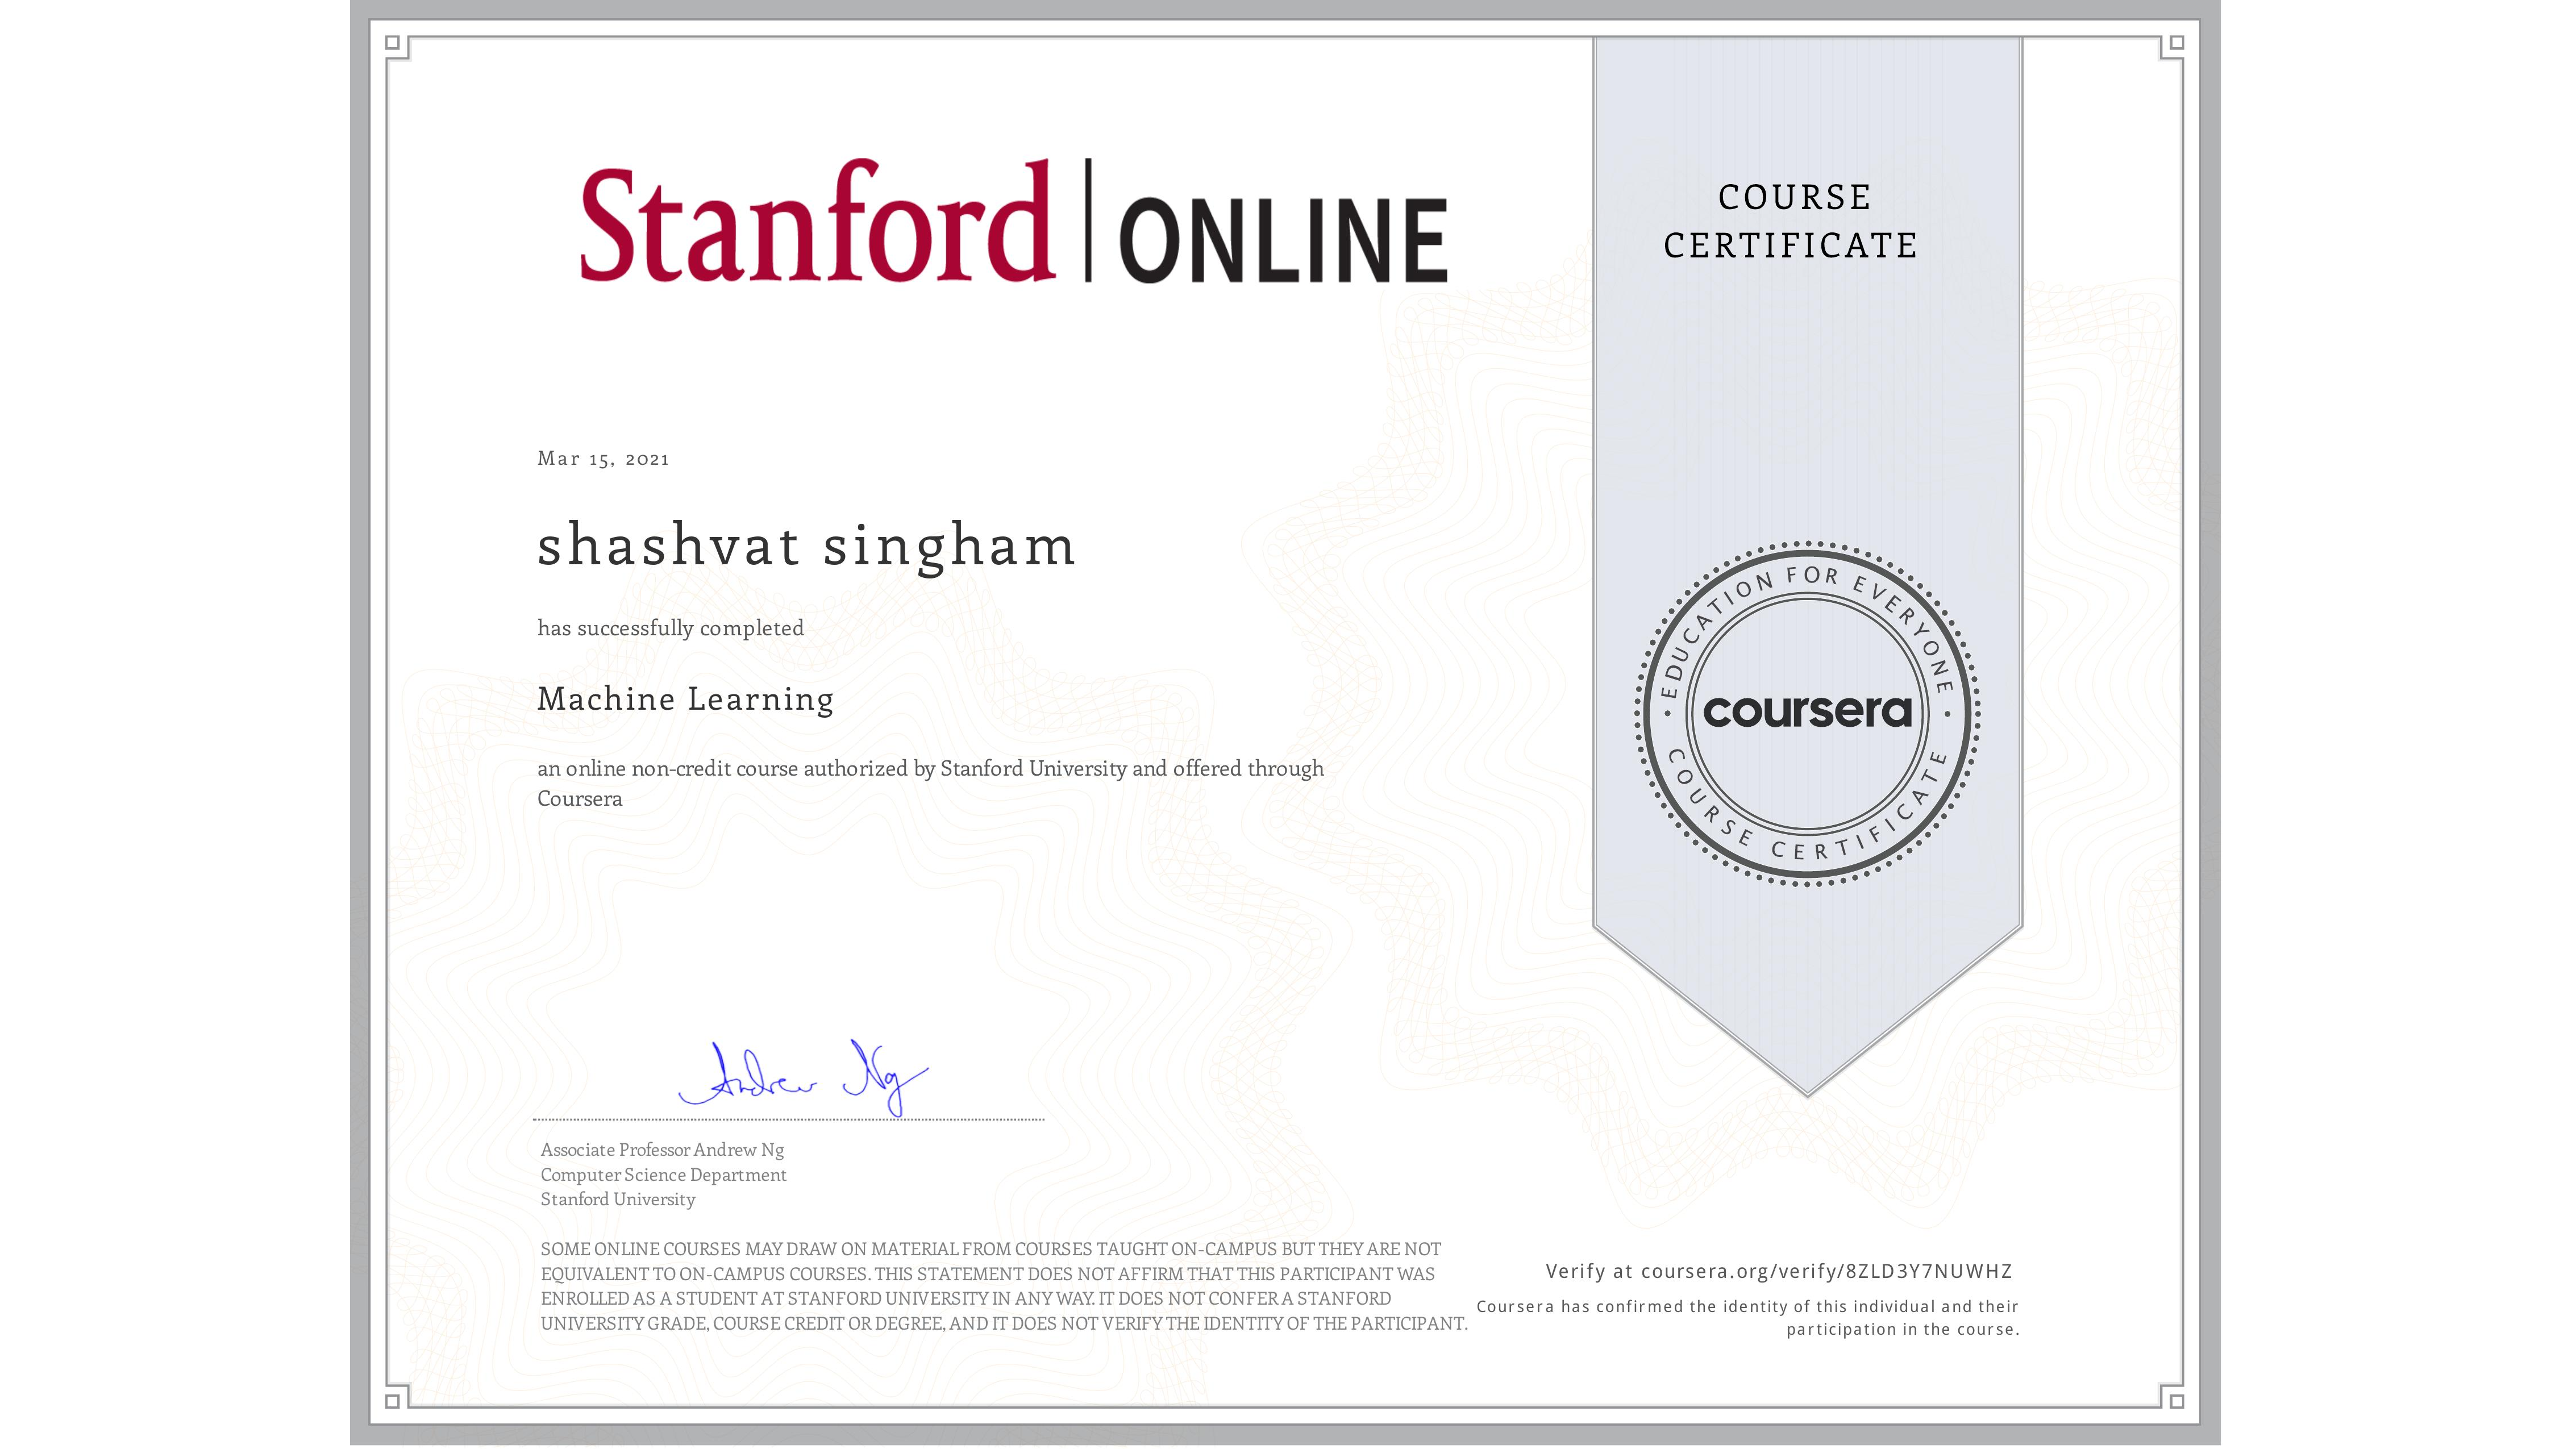 Stanford | ONLINE
COURSE
CERTIFICATE
Mar 15, 2021
shashvat singham
has successfully completed
Machine Learning
an online non-credit course authorized by Stanford University and offered through
Coursera
EDUCATION FOR EVERYONE
coursera
COURSE CERTIFICATE
Andrew Ng
Associate Professor Andrew Ng
Computer Science Department
Stanford University
SOME ONLINE COURSES MAY DRAW ON MATERIAL FROM COURSES TAUGHT ON-CAMPUS BUT THEY ARE NOT
EQUIVALENT TO ON-CAMPUS COURSES. THIS STATEMENT DOES NOT AFFIRM THAT THIS PARTICIPANT WAS
ENROLLED AS A STUDENT AT STANFORD UNIVERSITY IN ANY WAY. IT DOES NOT CONFER A STANFORD
UNIVERSITY GRADE, COURSE CREDIT OR DEGREE, AND IT DOES NOT VERIFY THE IDENTITY OF THE PARTICIPANT.
Verify at coursera.org/verify/8ZLD3Y7NUWHZ
Coursera has confirmed the identity of this individual and their
participation in the course.